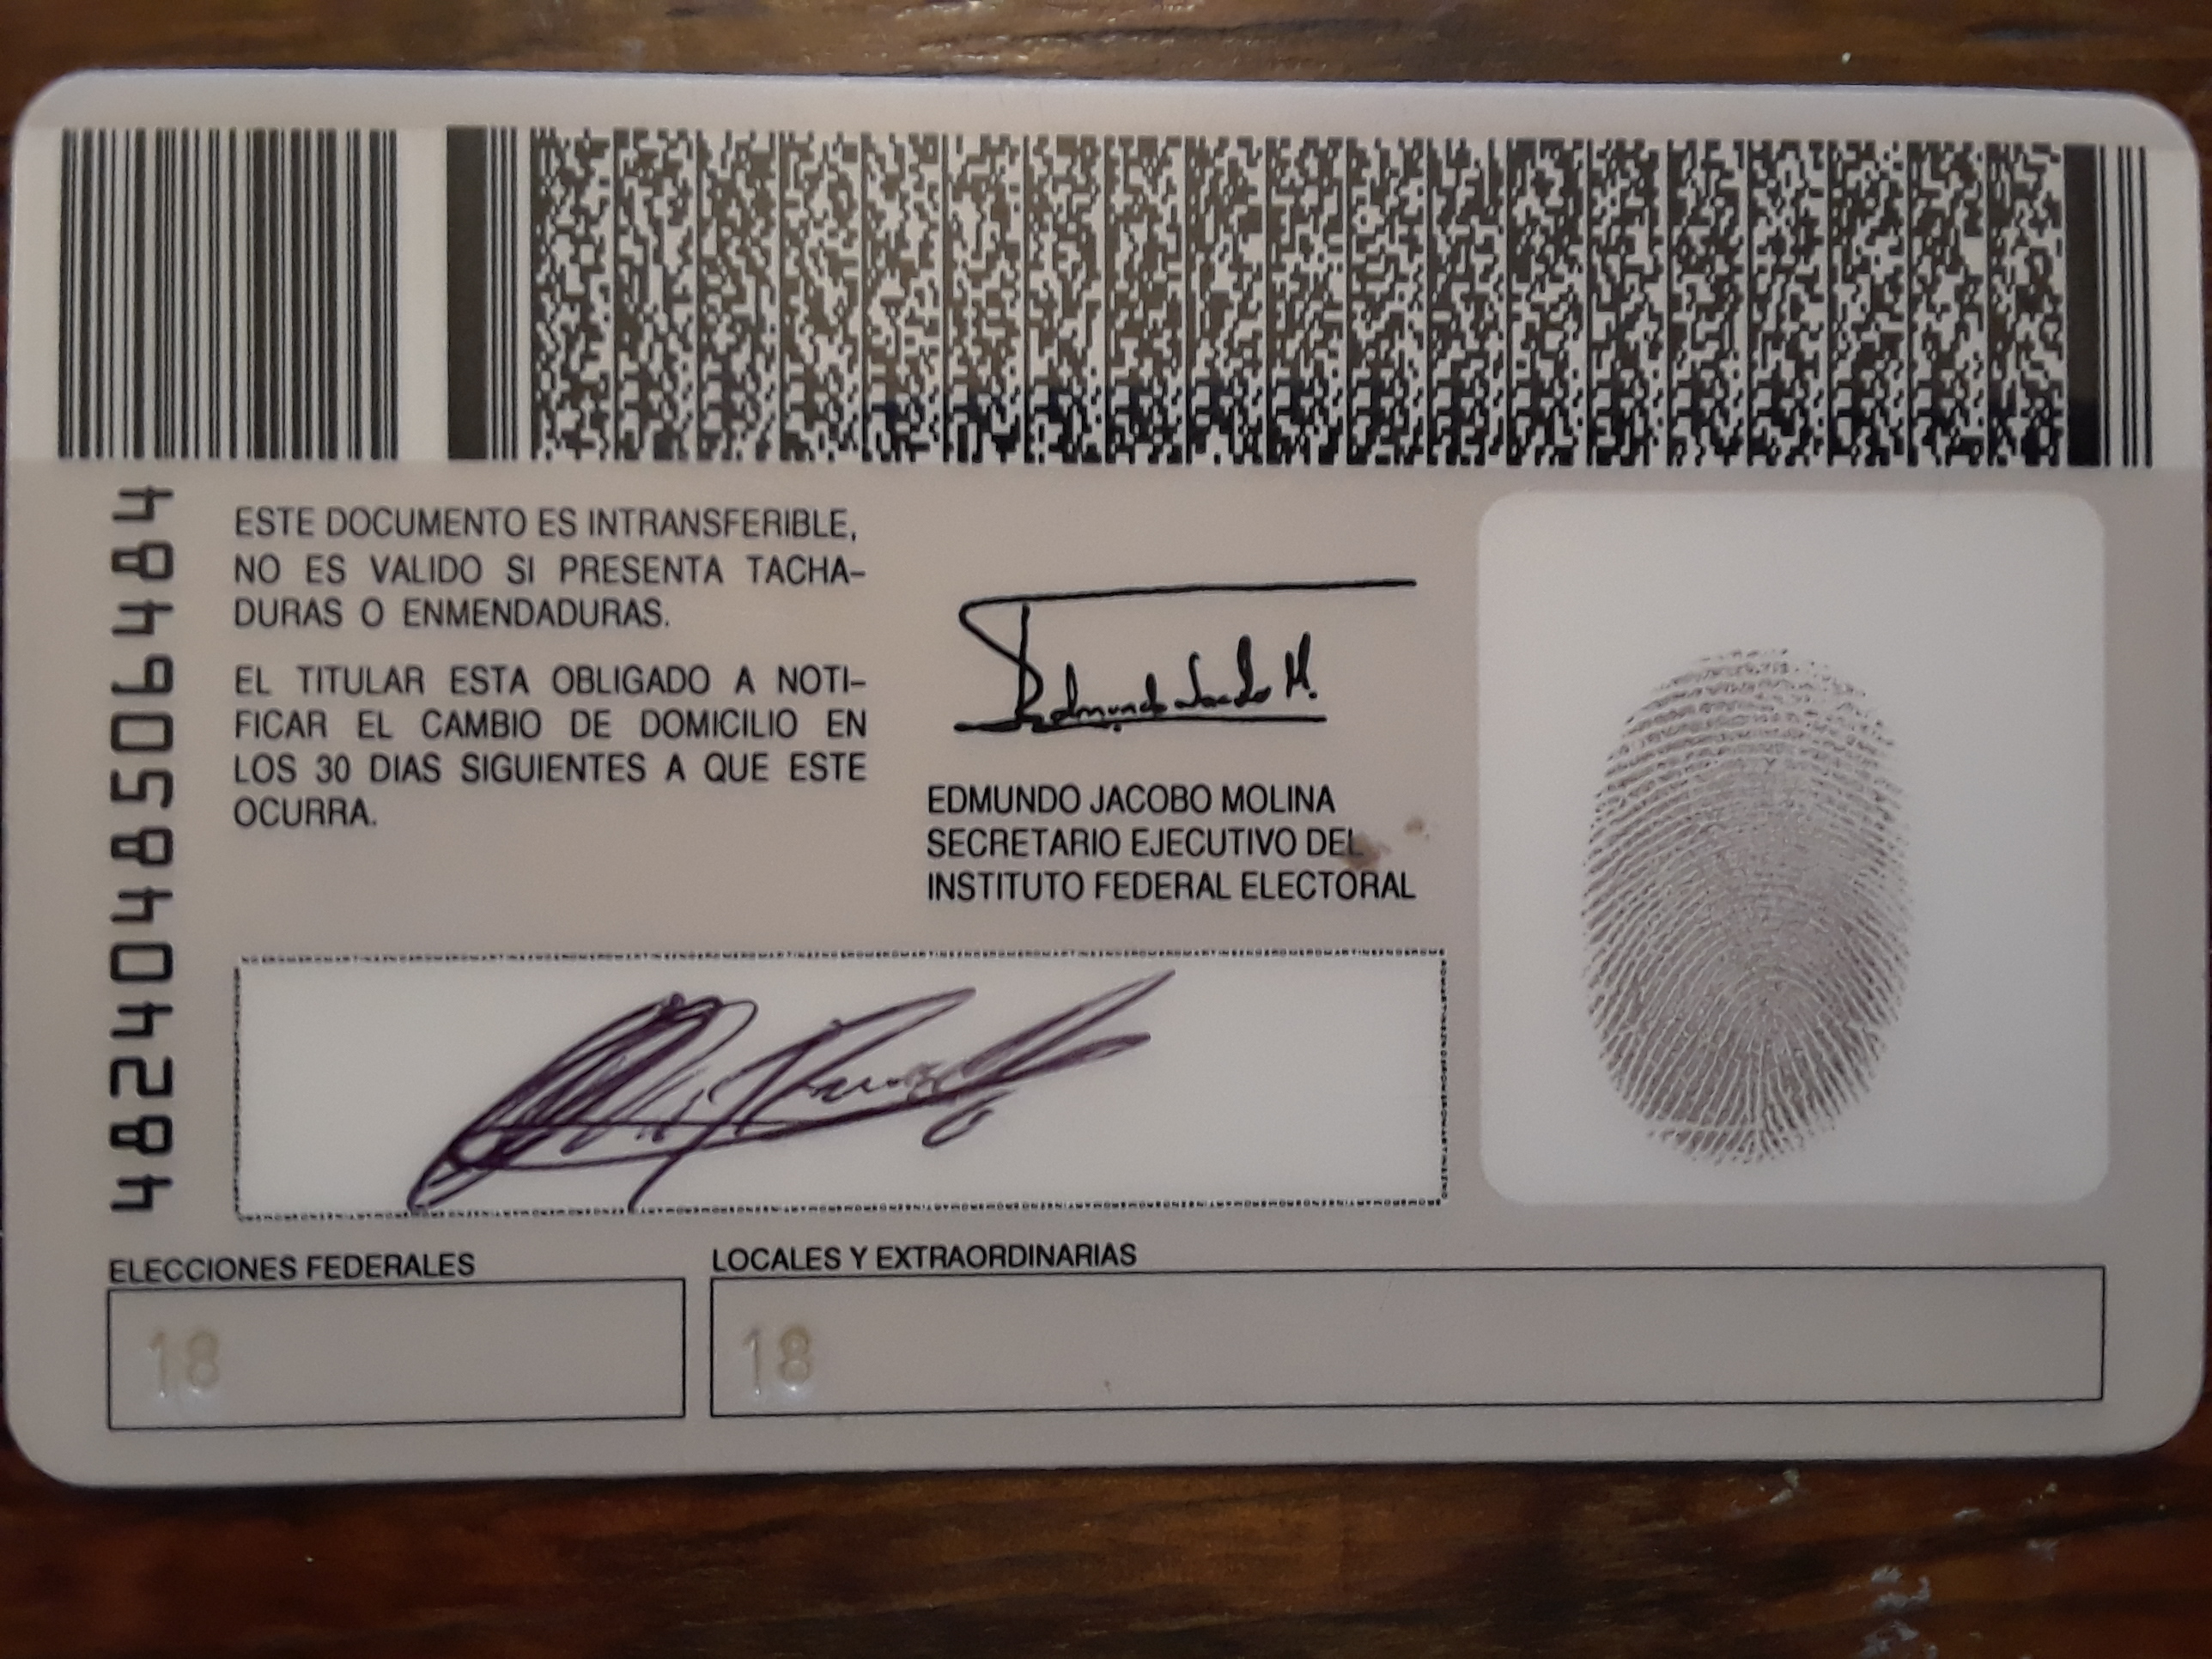 4824048506484
ESTE DOCUMENTO ES INTRANSFERIBLE,
NO ES VALIDO SI PRESENTA TACHA-
DURAS O ENMENDADURAS.
EL TITULAR ESTA OBLIGADO A NOTI-
FICAR EL CAMBIO DE DOMICILIO EN
LOS 30 DIAS SIGUIENTES A QUE ESTE
OCURRA.
Edmundo Jacobo M.
EDMUNDO JACOBO MOLINA
SECRETARIO EJECUTIVO DEL
INSTITUTO FEDERAL ELECTORAL
ELECCIONES FEDERALES
LOCALES Y EXTRAORDINARIAS
18
18